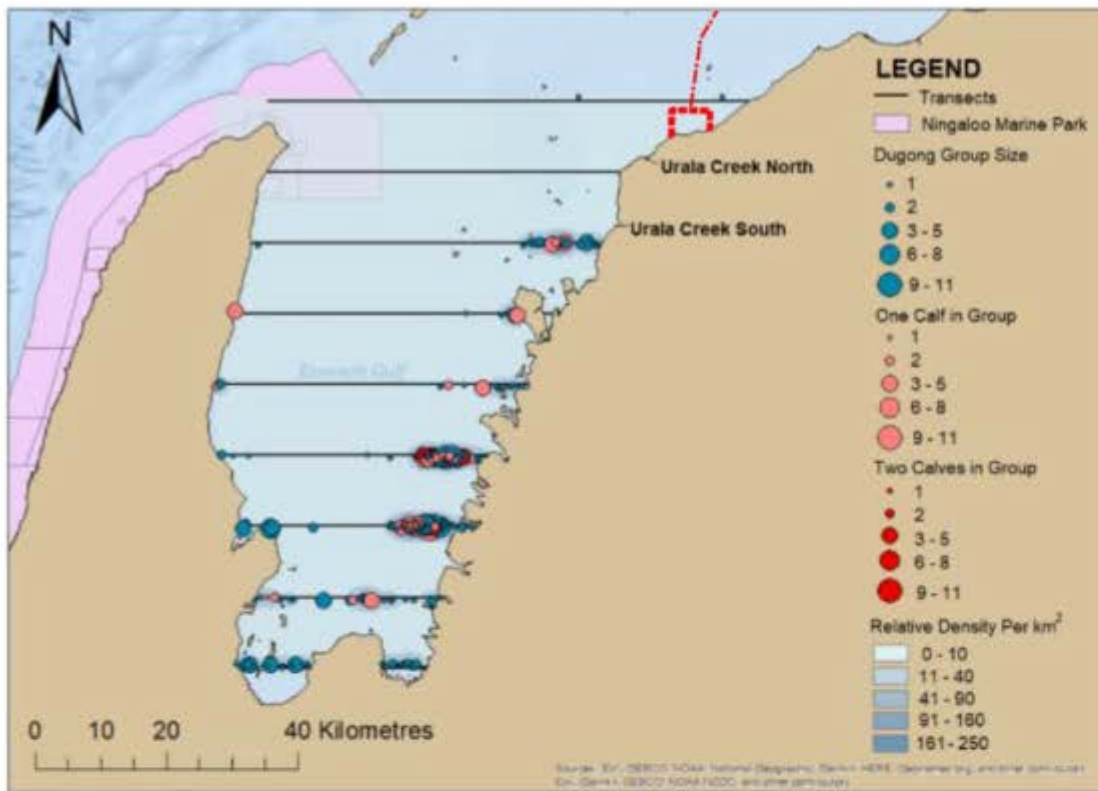 N
LEGEND
Transects
Ningaloo Marine Park
Dugong Group Size
1
2
3 - 5
6 - 8
9 - 11
One Calf in Group
1
2
3 - 5
6 - 8
9 - 11
Two Calves in Group
1
2
3 - 5
6 - 8
9 - 11
Relative Density Per km²
0 - 10
11 - 40
41 - 90
91 - 160
161 - 250
Urala Creek North
Urala Creek South
Exmouth Gulf
0 10 20 40 Kilometres